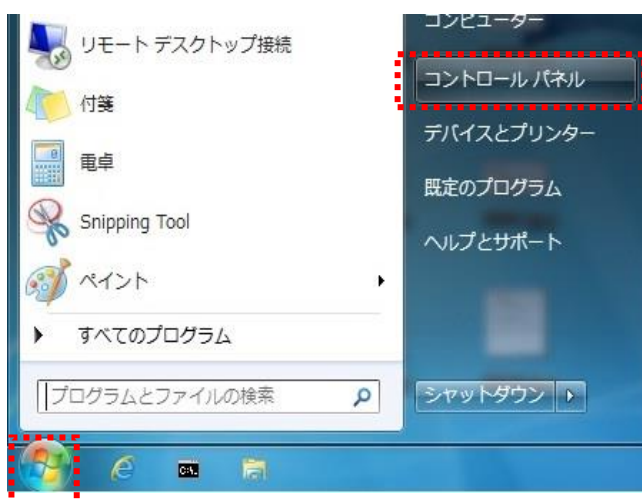 リモート デスクトップ接続
付箋
電卓
Snipping Tool
ペイント
すべてのプログラム
プログラムとファイルの検索
コンピューター
コントロール パネル
デバイスとプリンター
既定のプログラム
ヘルプとサポート
シャットダウン
C:\.